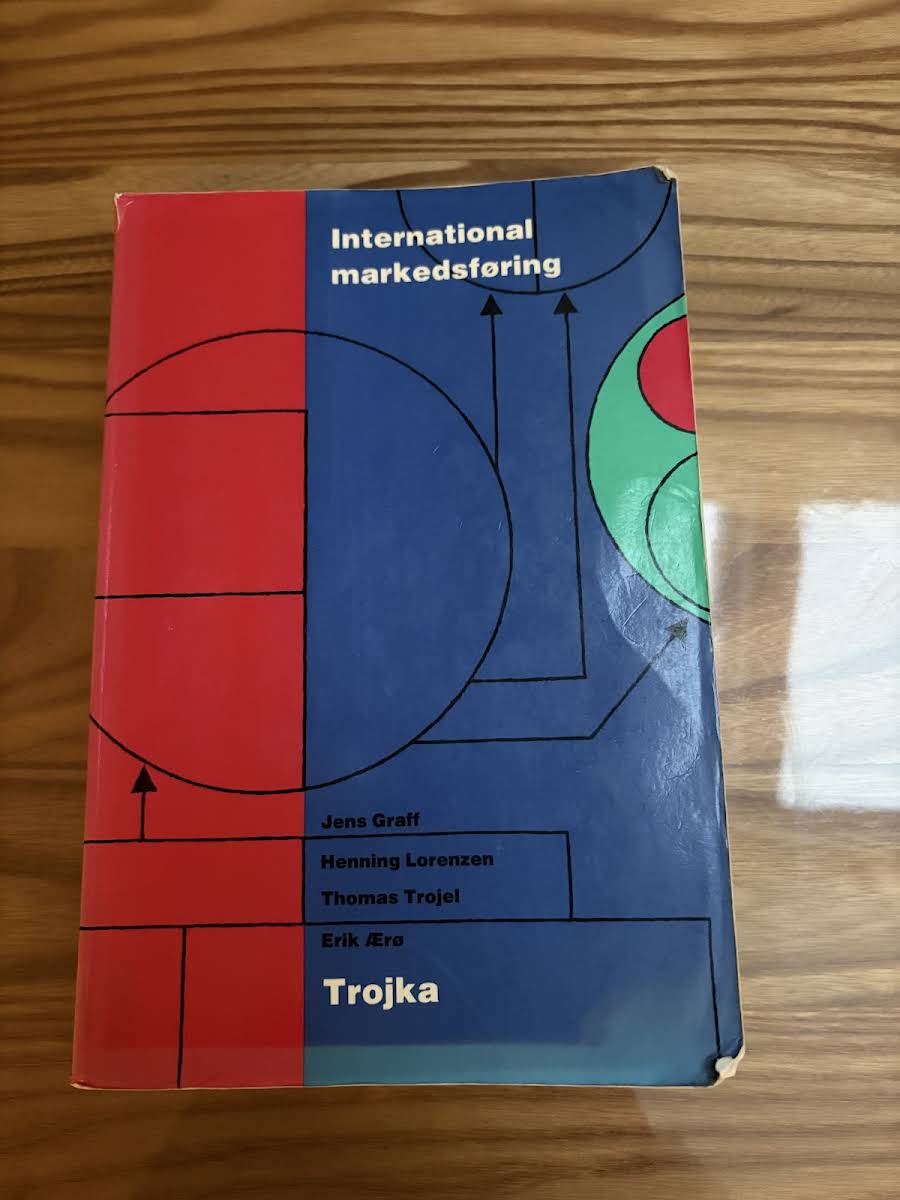 International
markedsføring
Jens Graff
Henning Lorenzen
Thomas Trojel
Erik Ærø
Trojka